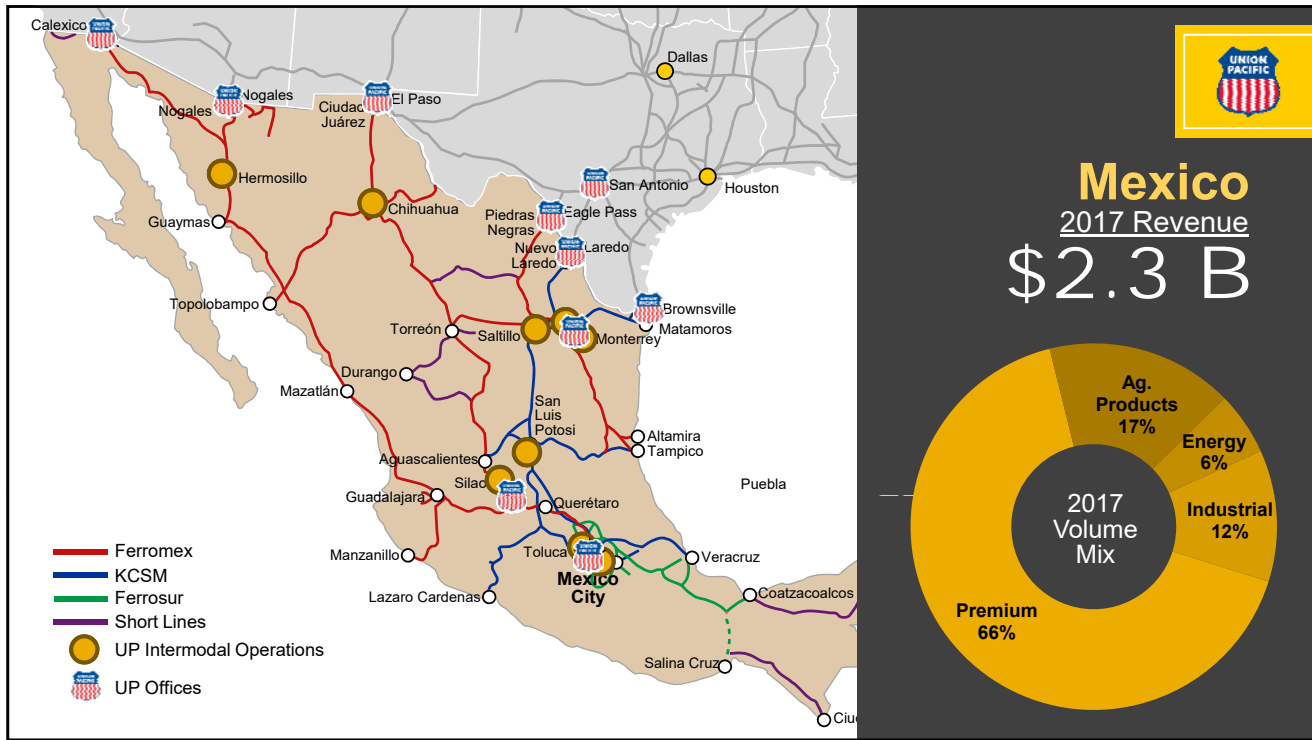 Calexico
UNION
PACIFIC
Nogales
Nogales
Ciudad
Juárez
El Paso
Dallas
Hermosillo
Chihuahua
San Antonio
Houston
Guaymas
Piedras
Negras
Eagle Pass
Nuevo
Laredo
Laredo
Topolobampo
Brownsville
Matamoros
Torreón
Saltillo
Monterrey
Durango
Mazatlán
San
Luis
Potosi
Altamira
Tampico
Aguascalientes
Silao
Puebla
Guadalajara
Querétaro
Manzanillo
Toluca
Veracruz
Mexico
City
Lazaro Cardenas
Coatzacoalcos
Salina Cruz
Ferromex
KCSM
Ferrosur
Short Lines
UP Intermodal Operations
UP Offices
UNION
PACIFIC
Mexico
2017 Revenue
$2.3 B
Ag.
Products
17%
Energy
6%
Industrial
12%
2017
Volume
Mix
Premium
66%